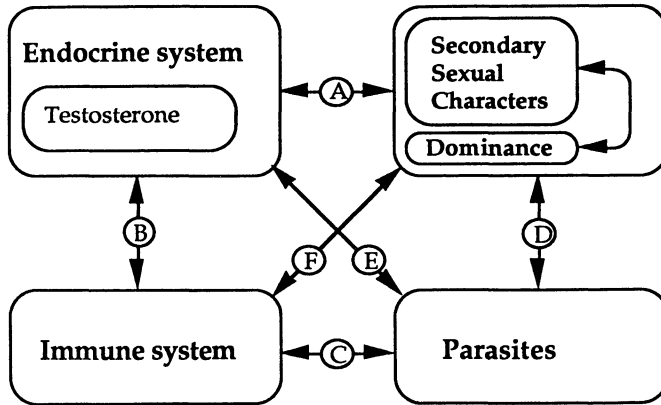 Endocrine system
Testosterone
A
Secondary
Sexual
Characters
Dominance
B
F
E
D
Immune system
C
Parasites